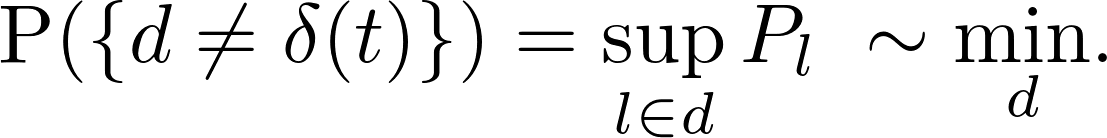 P({d ≠ δ(t)}) = sup_{l∈d} P_l ∼ min_d.